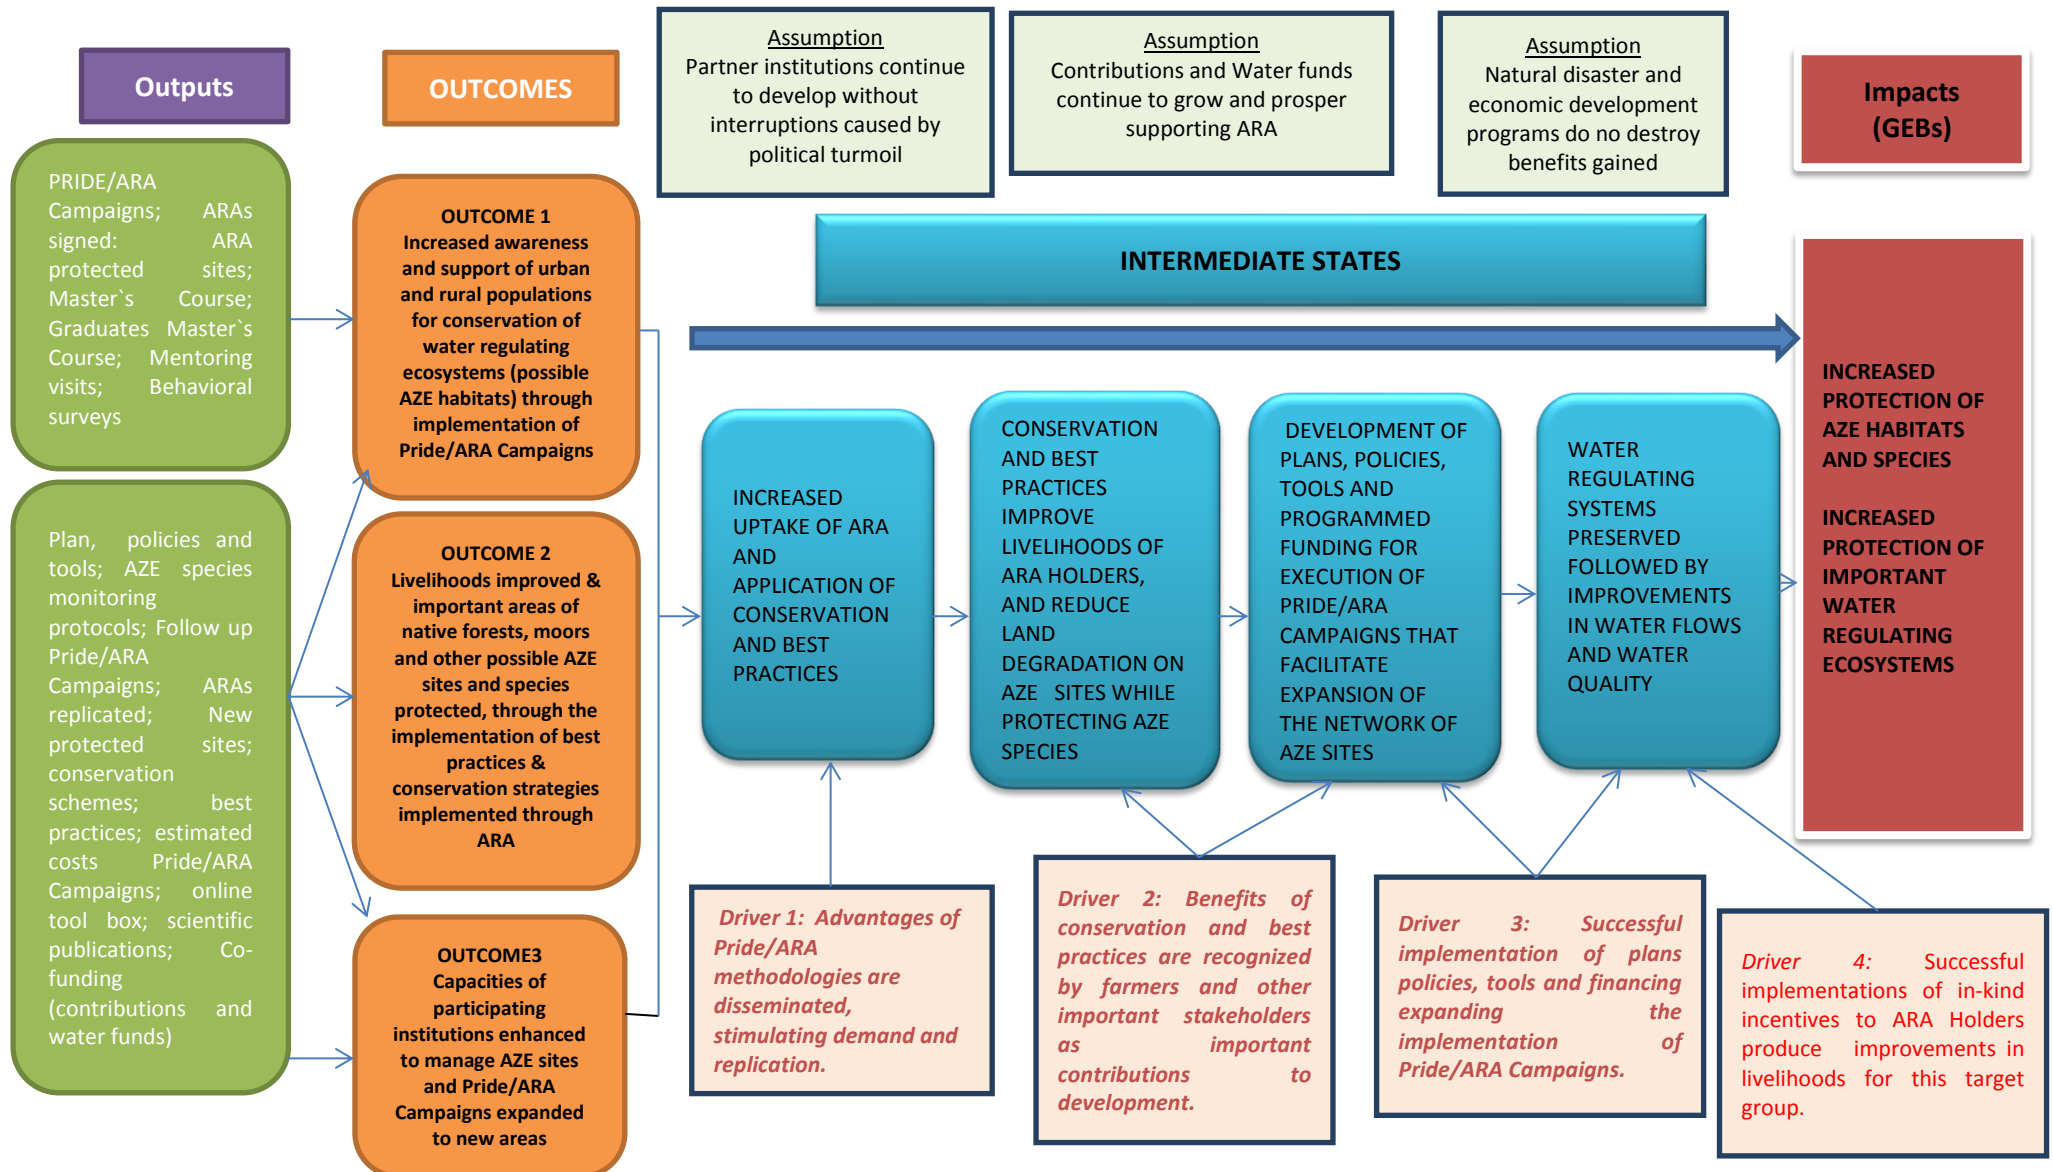 Outputs
OUTCOMES
Assumption
Partner institutions continue
to develop without
interruptions caused by
political turmoil
Assumption
Contributions and Water funds
continue to grow and prosper
supporting ARA
Assumption
Natural disaster and
economic development
programs do no destroy
benefits gained
Impacts
(GEBs)
PRIDE/ARA
Campaigns; ARAs
signed: ARA
protected sites;
Master`s Course;
Graduates Master`s
Course; Mentoring
visits; Behavioral
surveys
Plan, policies and
tools; AZE species
monitoring
protocols; Follow up
Pride/ARA
Campaigns; ARAs
replicated; New
protected sites;
conservation
schemes; best
practices; estimated
costs Pride/ARA
Campaigns; online
tool box; scientific
publications; Co-
funding
(contributions and
water funds)
OUTCOME 1
Increased awareness
and support of urban
and rural populations
for conservation of
water regulating
ecosystems (possible
AZE habitats) through
implementation of
Pride/ARA Campaigns
OUTCOME 2
Livelihoods improved &
important areas of
native forests, moors
and other possible AZE
sites and species
protected, through the
implementation of best
practices &
conservation strategies
implemented through
ARA
OUTCOME3
Capacities of
participating
institutions enhanced
to manage AZE sites
and Pride/ARA
Campaigns expanded
to new areas
INTERMEDIATE STATES
INCREASED
UPTAKE OF ARA
AND
APPLICATION OF
CONSERVATION
AND BEST
PRACTICES
CONSERVATION
AND BEST
PRACTICES
IMPROVE
LIVELIHOODS OF
ARA HOLDERS,
AND REDUCE
LAND
DEGRADATION ON
AZE SITES WHILE
PROTECTING AZE
SPECIES
DEVELOPMENT OF
PLANS, POLICIES,
TOOLS AND
PROGRAMMED
FUNDING FOR
EXECUTION OF
PRIDE/ARA
CAMPAIGNS THAT
FACILITATE
EXPANSION OF
THE NETWORK OF
AZE SITES
WATER
REGULATING
SYSTEMS
PRESERVED
FOLLOWED BY
IMPROVEMENTS
IN WATER FLOWS
AND WATER
QUALITY
INCREASED
PROTECTION OF
AZE HABITATS
AND SPECIES
INCREASED
PROTECTION OF
IMPORTANT
WATER
REGULATING
ECOSYSTEMS
Driver 1: Advantages of
Pride/ARA
methodologies are
disseminated,
stimulating demand and
replication.
Driver 2: Benefits of
conservation and best
practices are recognized
by farmers and other
important stakeholders
as important
contributions to
development.
Driver 3: Successful
implementation of plans
policies, tools and financing
expanding the
implementation of
Pride/ARA Campaigns.
Driver 4: Successful
implementations of in-kind
incentives to ARA Holders
produce improvements in
livelihoods for this target
group.